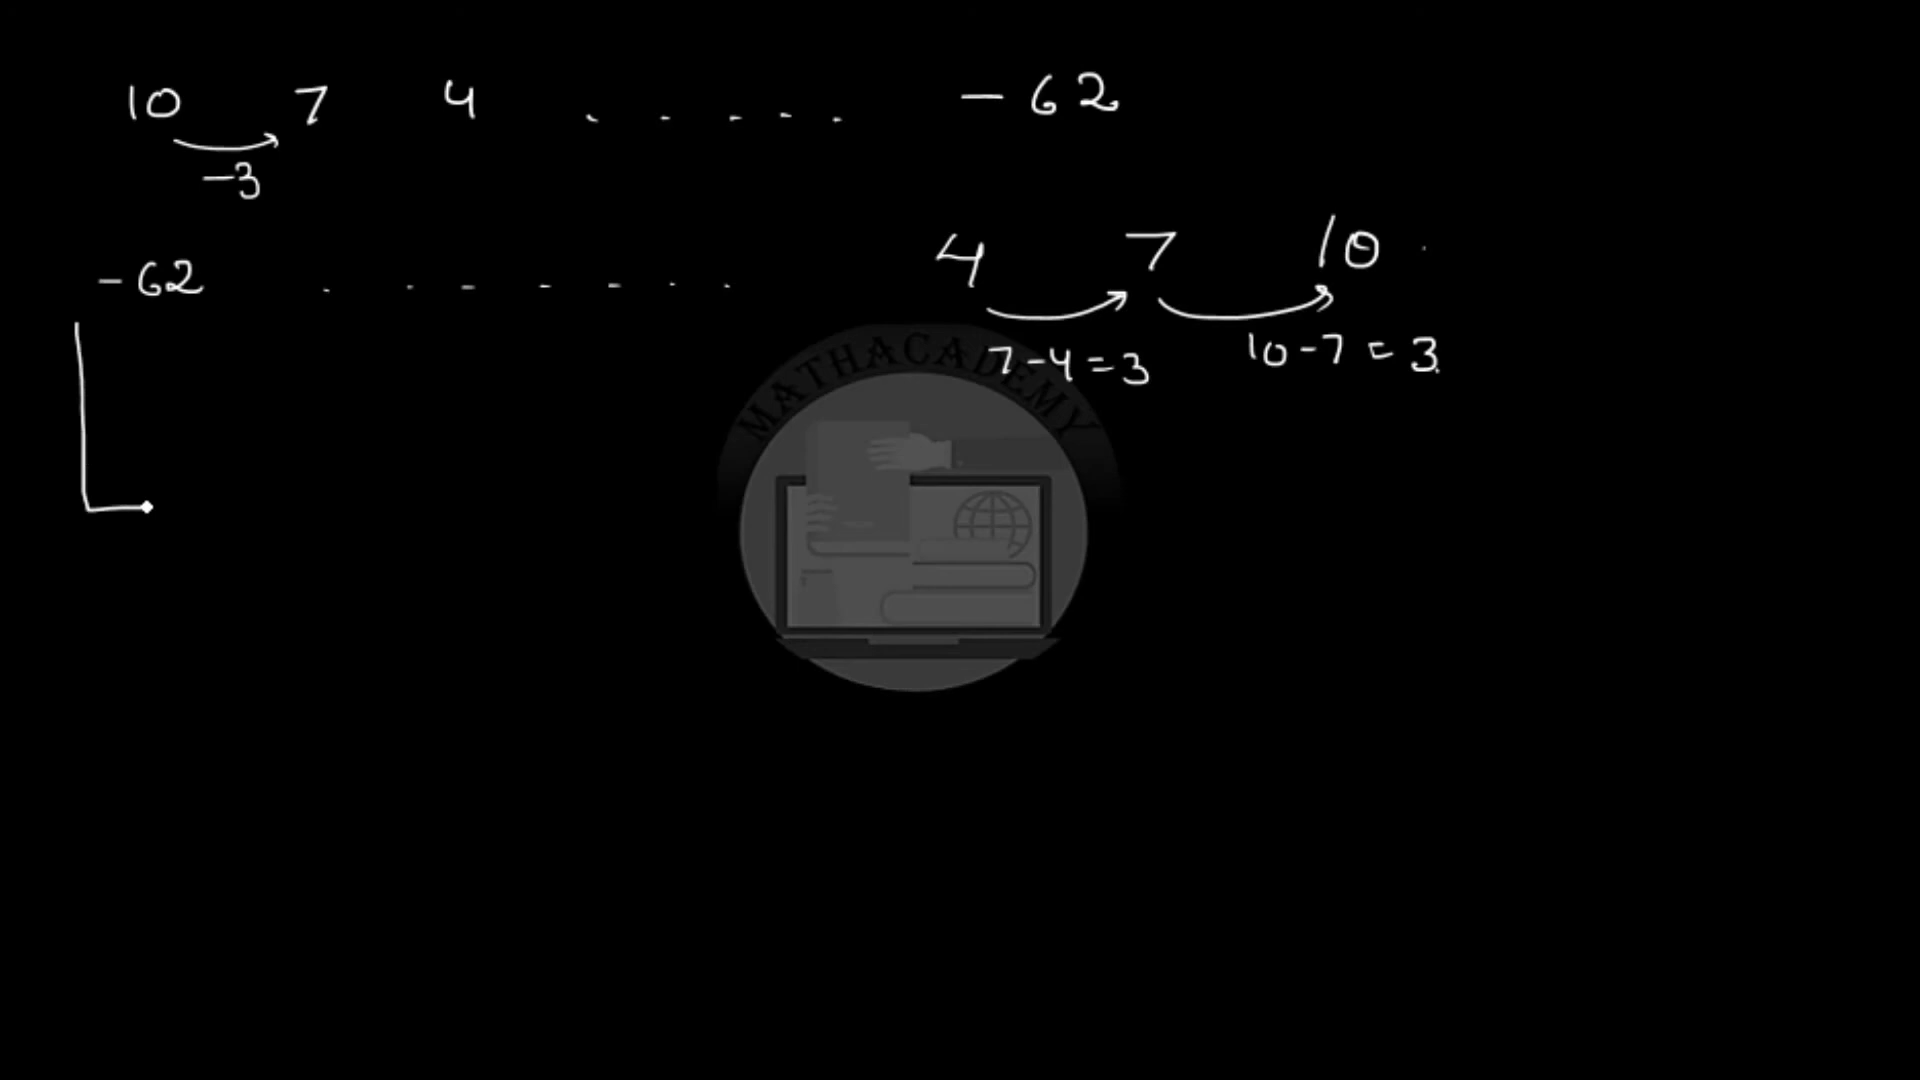 10 7 4 . . . . . -62
-3
-62 . . . . . . . 4 7 10
7-4=3 10-7=3
MATHACADEMY